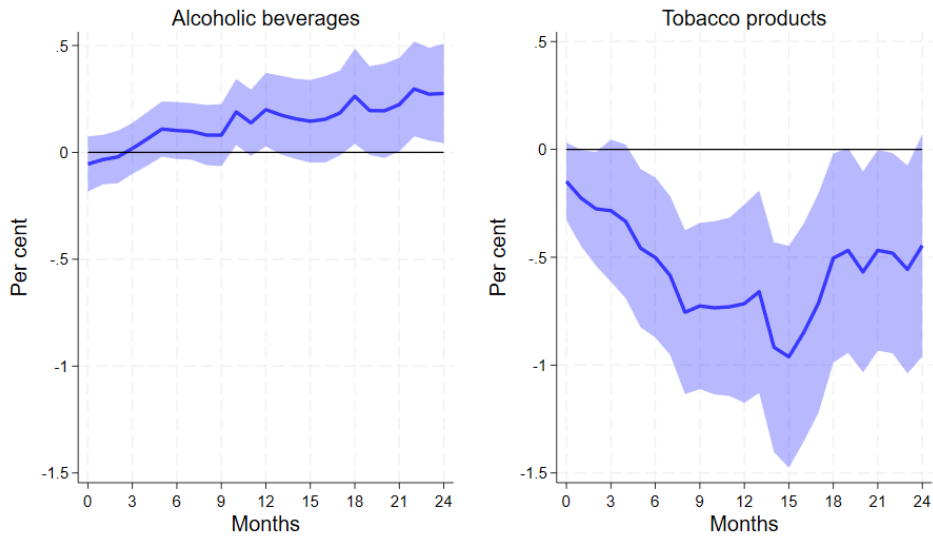 Alcoholic beverages
.5
0
-.5
-1
-1.5
Per cent
0 3 6 9 12 15 18 21 24
Months
Tobacco products
.5
0
-.5
-1
-1.5
Per cent
0 3 6 9 12 15 18 21 24
Months